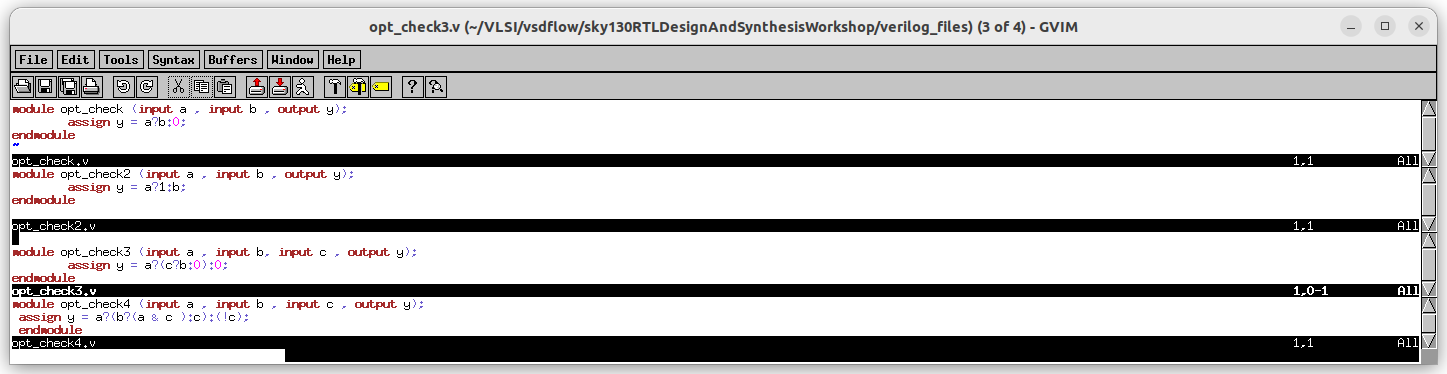 opt_check3.v (~/VLSI/vsdflow/sky130RTLDesignAndSynthesisWorkshop/verilog_files) (3 of 4) - GVIM
File Edit Tools Syntax Buffers Window Help
module opt_check (input a , input b , output y);
        assign y = a?b:0;
endmodule
~
opt_check.v 1,1 All
module opt_check2 (input a , input b , output y);
        assign y = a?1:b;
endmodule
opt_check2.v 1,1 All
module opt_check3 (input a , input b, input c , output y);
        assign y = a?(c?b:0):0;
endmodule
opt_check3.v 1,0-1 All
module opt_check4 (input a , input b , input c , output y);
 assign y = a?(b?(a & c ):c):(!c);
 endmodule
opt_check4.v 1,1 All